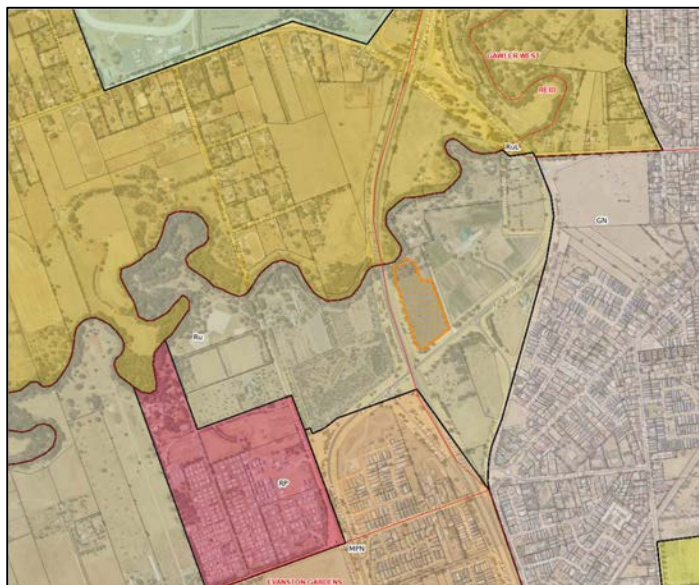 GAWLER WEST
REID
RuL
GN
Ru
RP
MPN
EVANSTON GARDENS